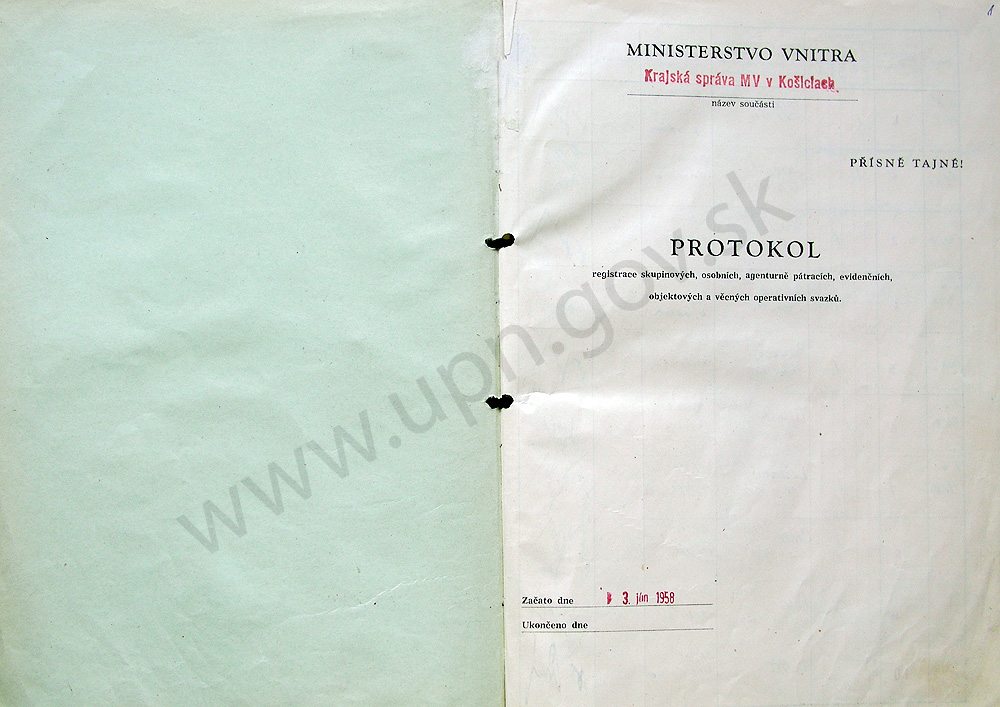 1
MINISTERSTVO VNITRA
Krajská správa MV v Košiciach
název součásti
PŘÍSNĚ TAJNÉ!
PROTOKOL
registrace skupinových, osobních, agenturně pátracích, evidenčních,
objektových a věcných operativních svazků.
www.upn.gov.sk
Začato dne 3. jún 1958
Ukončeno dne